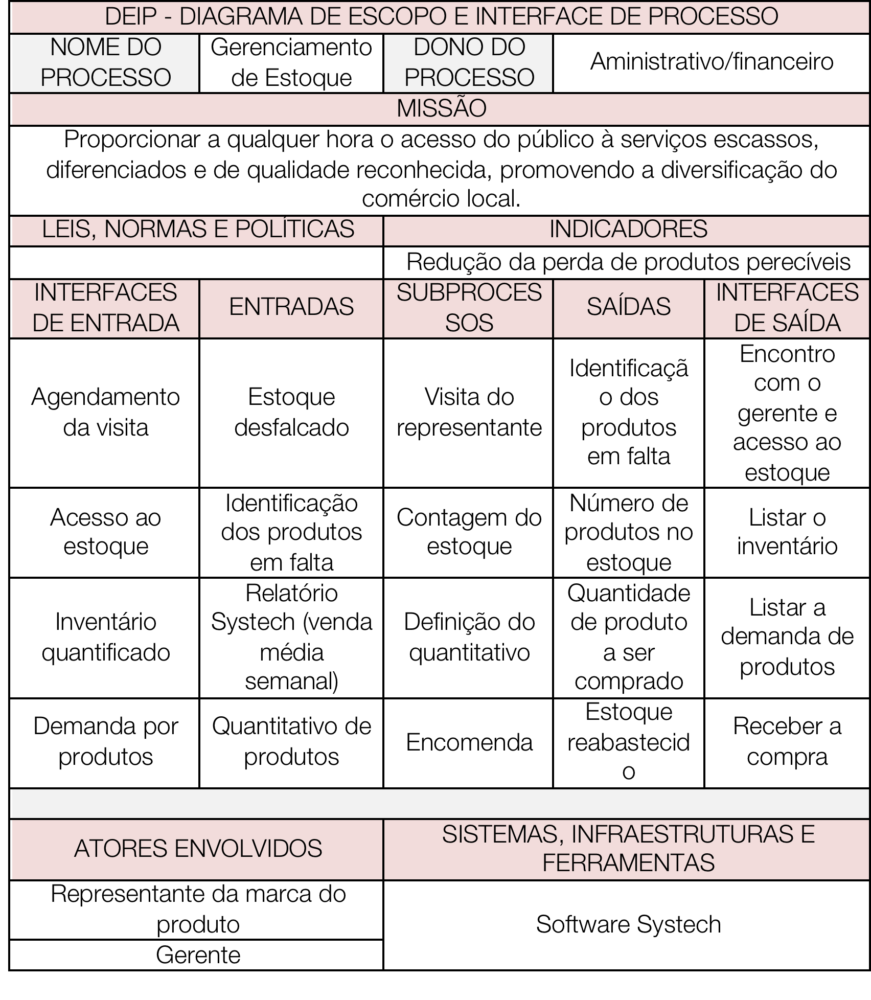 DEIP - DIAGRAMA DE ESCOPO E INTERFACE DE PROCESSO
NOME DO
PROCESSO
Gerenciamento
de Estoque
DONO DO
PROCESSO
Aministrativo/financeiro
MISSÃO
Proporcionar a qualquer hora o acesso do público à serviços escassos,
diferenciados e de qualidade reconhecida, promovendo a diversificação do
comércio local.
LEIS, NORMAS E POLÍTICAS
INDICADORES
Redução da perda de produtos perecíveis
INTERFACES
DE ENTRADA
ENTRADAS
SUBPROCES
SOS
SAÍDAS
INTERFACES
DE SAÍDA
Agendamento
da visita
Estoque
desfalcado
Visita do
representante
Identificaçã
o dos
produtos
em falta
Encontro
com o
gerente e
acesso ao
estoque
Acesso ao
estoque
Identificação
dos produtos
em falta
Contagem do
estoque
Número de
produtos no
estoque
Listar o
inventário
Inventário
quantificado
Relatório
Systech (venda
média
semanal)
Definição do
quantitativo
Quantidade
de produto
a ser
comprado
Listar a
demanda de
produtos
Demanda por
produtos
Quantitativo de
produtos
Encomenda
Estoque
reabastecid
o
Receber a
compra
ATORES ENVOLVIDOS
SISTEMAS, INFRAESTRUTURAS E
FERRAMENTAS
Representante da marca do
produto
Gerente
Software Systech